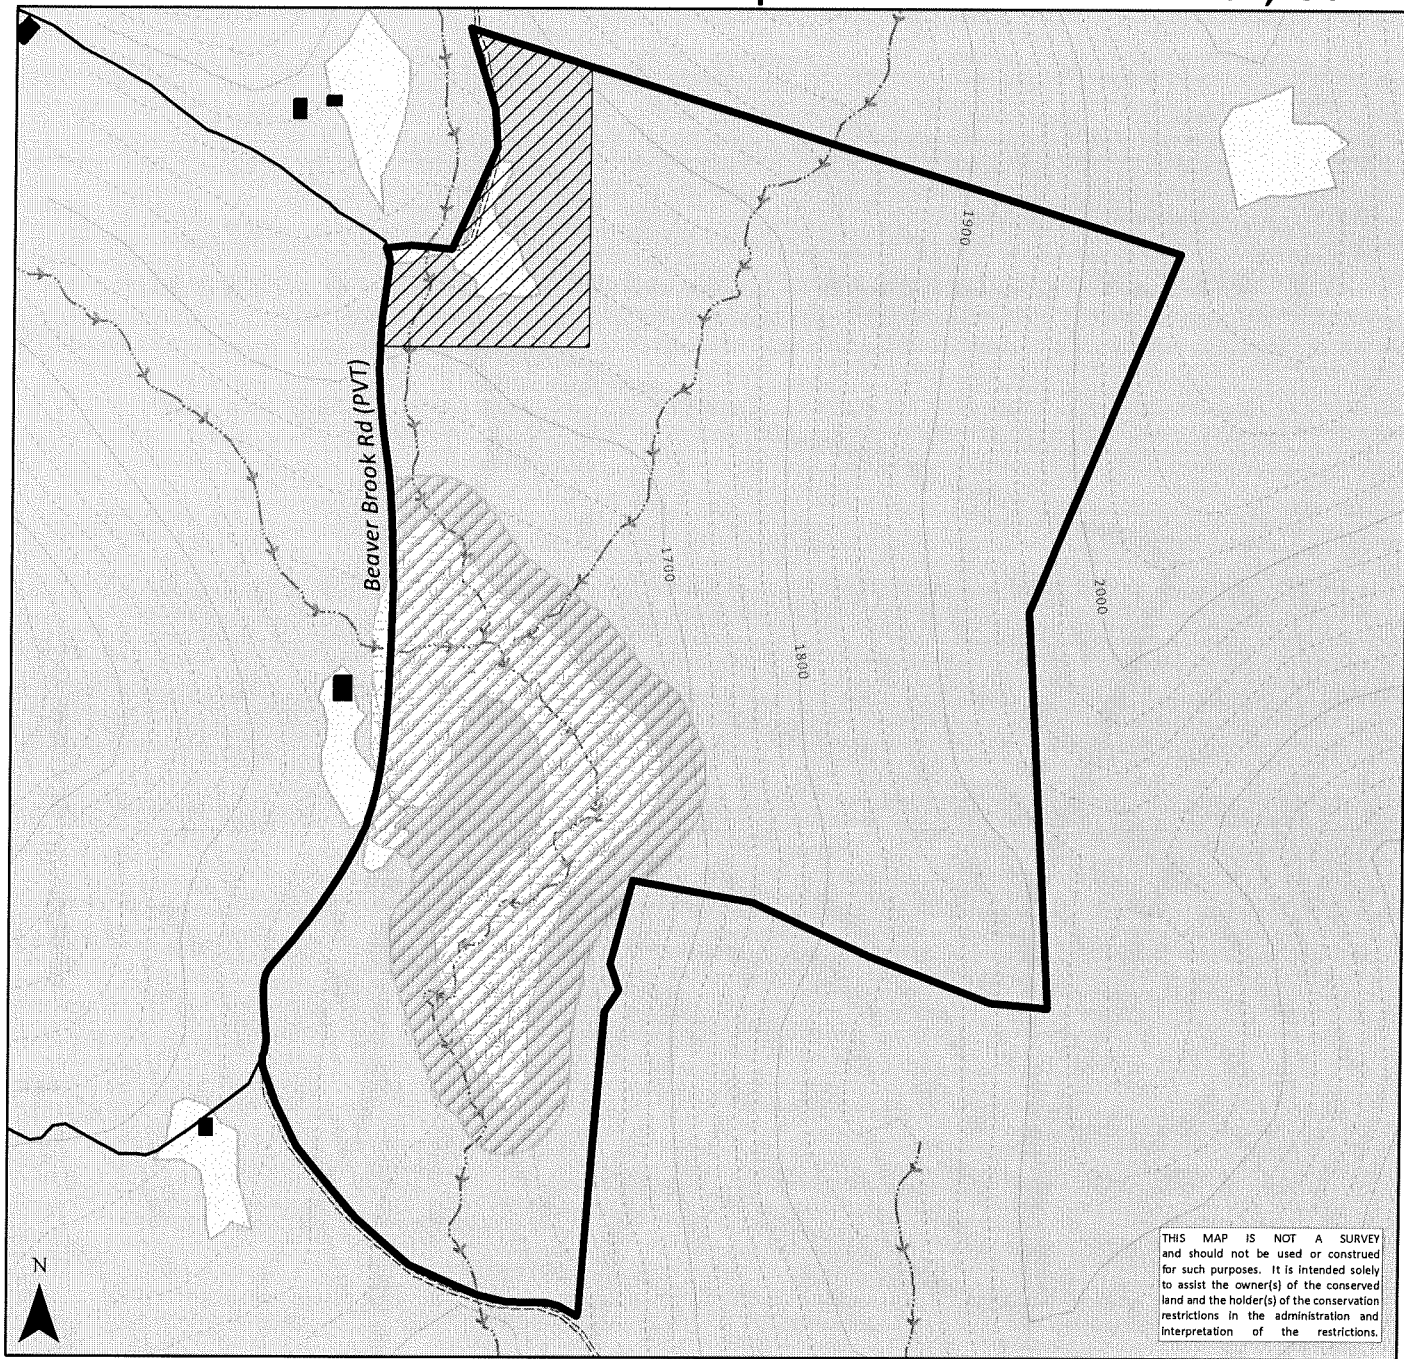 1900
Beaver Brook Rd (PVT)
1700
2000
1800
N
THIS MAP IS NOT A SURVEY
and should not be used or construed
for such purposes. It is intended solely
to assist the owner(s) of the conserved
land and the holder(s) of the conservation
restrictions in the administration and
interpretation of the restrictions.